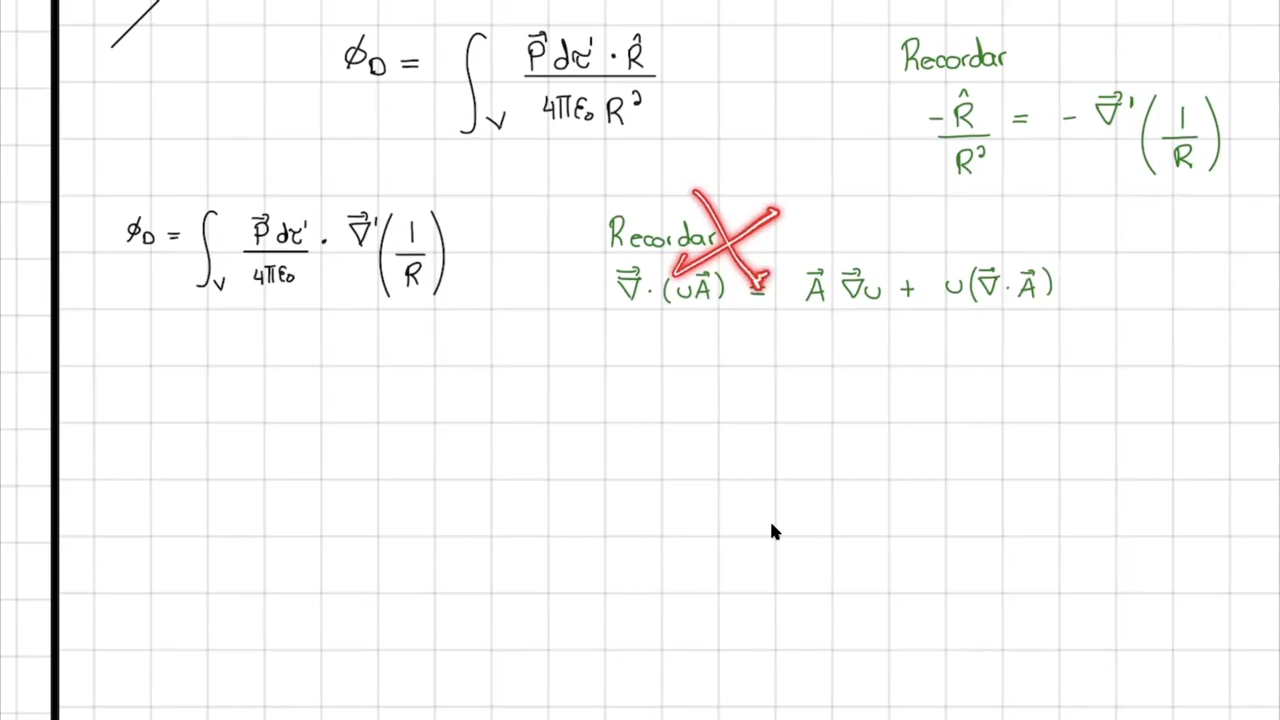 ϕ_D = ∫_V (P⃗ dτ' · R̂) / (4πε₀ R²)
Recordar
-R̂ / R² = - ∇⃗' (1 / R)
ϕ_D = ∫_V (P⃗ dτ') / (4πε₀) · ∇⃗' (1 / R)
Recordar
∇⃗ · (uA⃗) = A⃗ ∇⃗u + u(∇⃗ · A⃗)